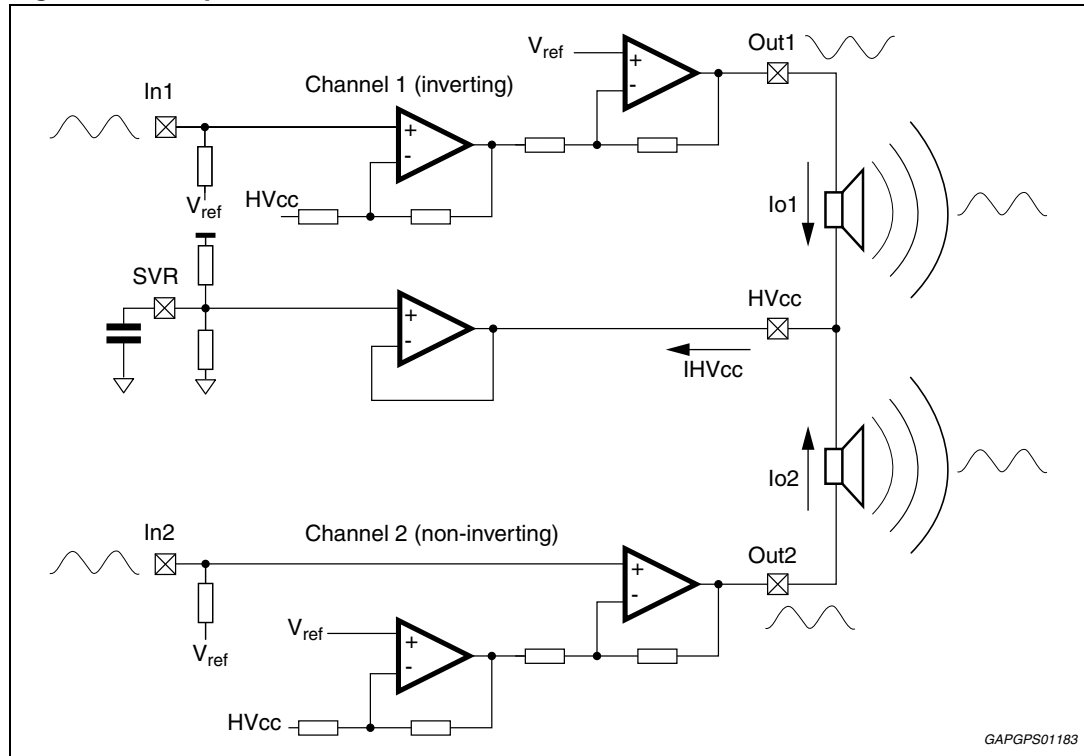 Out1
Vref
+
-
Channel 1 (inverting)
In1
+
-
HVcc
Vref
Io1
SVR
HVcc
+
-
IHVcc
Io2
In2
Channel 2 (non-inverting)
Out2
+
-
Vref
Vref
+
-
HVcc
GAPGPS01183